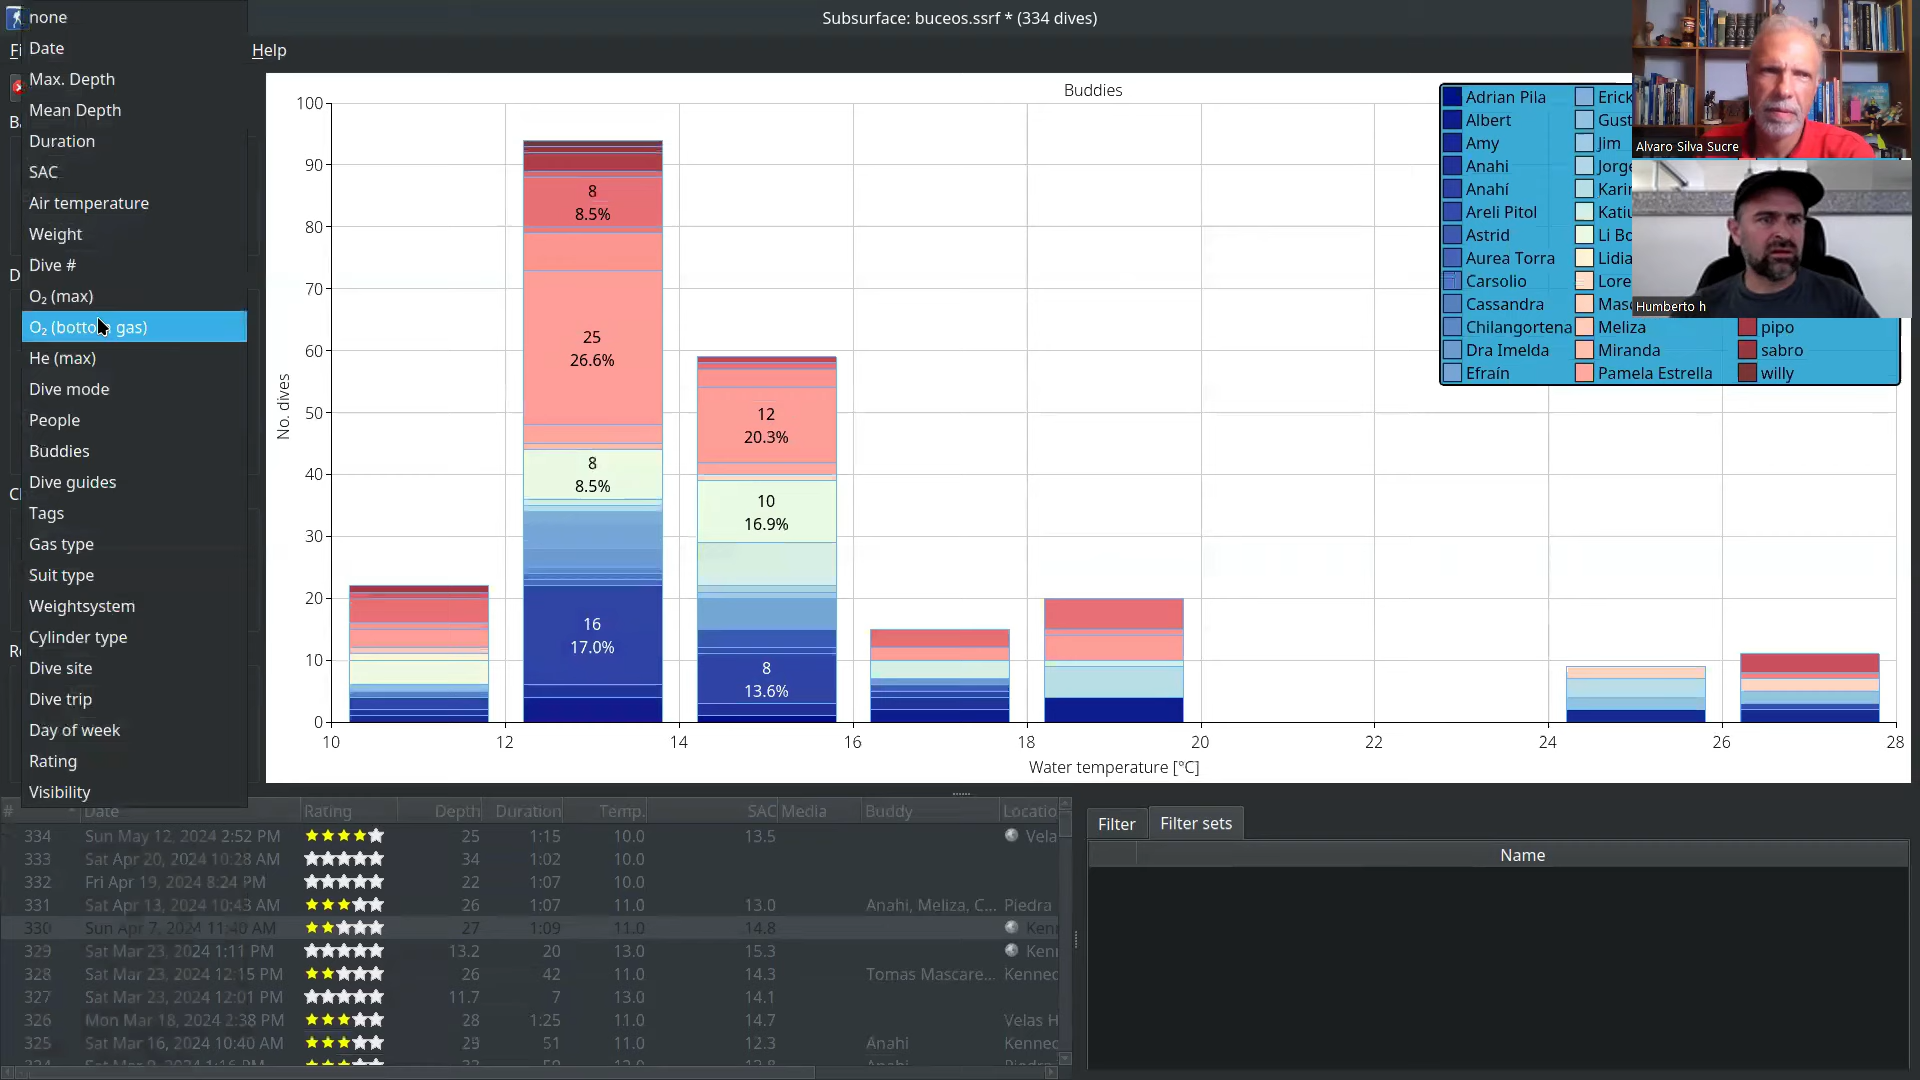 Subsurface: buceos.ssrf * (334 dives)
Help
none
Date
Max. Depth
Mean Depth
Duration
SAC
Air temperature
Weight
Dive #
O₂ (max)
O₂ (bottom gas)
He (max)
Dive mode
People
Buddies
Dive guides
Tags
Gas type
Suit type
Weightsystem
Cylinder type
Dive site
Dive trip
Day of week
Rating
Visibility
Buddies
No. dives
100
90
80
70
60
50
40
30
20
10
0
8
8.5%
25
26.6%
8
8.5%
16
17.0%
12
20.3%
10
16.9%
8
13.6%
10 12 14 16 18 20 22 24 26 28
Water temperature [°C]
Adrian Pila
Albert
Amy
Anahi
Anahí
Areli Pitol
Astrid
Aurea Torra
Carsolio
Cassandra
Chilangortena
Dra Imelda
Efraín
Erick
Gust
Jim
Jorge
Karin
Katiu
Li Bo
Lidia
Lore
Masc
Meliza
Miranda
Pamela Estrella
pipo
sabro
willy
Alvaro Silva Sucre
Humberto h
# Date Rating Depth Duration Temp. SAC Media Buddy Locatio
334 Sun May 12, 2024 2:52 PM 25 1:15 10.0 13.5 Vela
333 Sat Apr 20, 2024 10:28 AM 34 1:02 10.0
332 Fri Apr 19, 2024 8:24 PM 22 1:07 10.0
331 Sat Apr 13, 2024 10:43 AM 26 1:07 11.0 13.0 Anahi, Meliza, C... Piedra
330 Sun Apr 7, 2024 11:40 AM 27 1:09 11.0 14.8 Kenn
329 Sat Mar 23, 2024 1:11 PM 13.2 20 13.0 15.3 Kenn
328 Sat Mar 23, 2024 12:15 PM 26 42 11.0 14.3 Tomas Mascare... Kennec
327 Sat Mar 23, 2024 12:01 PM 11.7 7 13.0 14.1
326 Mon Mar 18, 2024 2:38 PM 28 1:25 11.0 14.7 Velas H
325 Sat Mar 16, 2024 10:40 AM 29 51 11.0 12.3 Anahi Kennec
Filter
Filter sets
Name